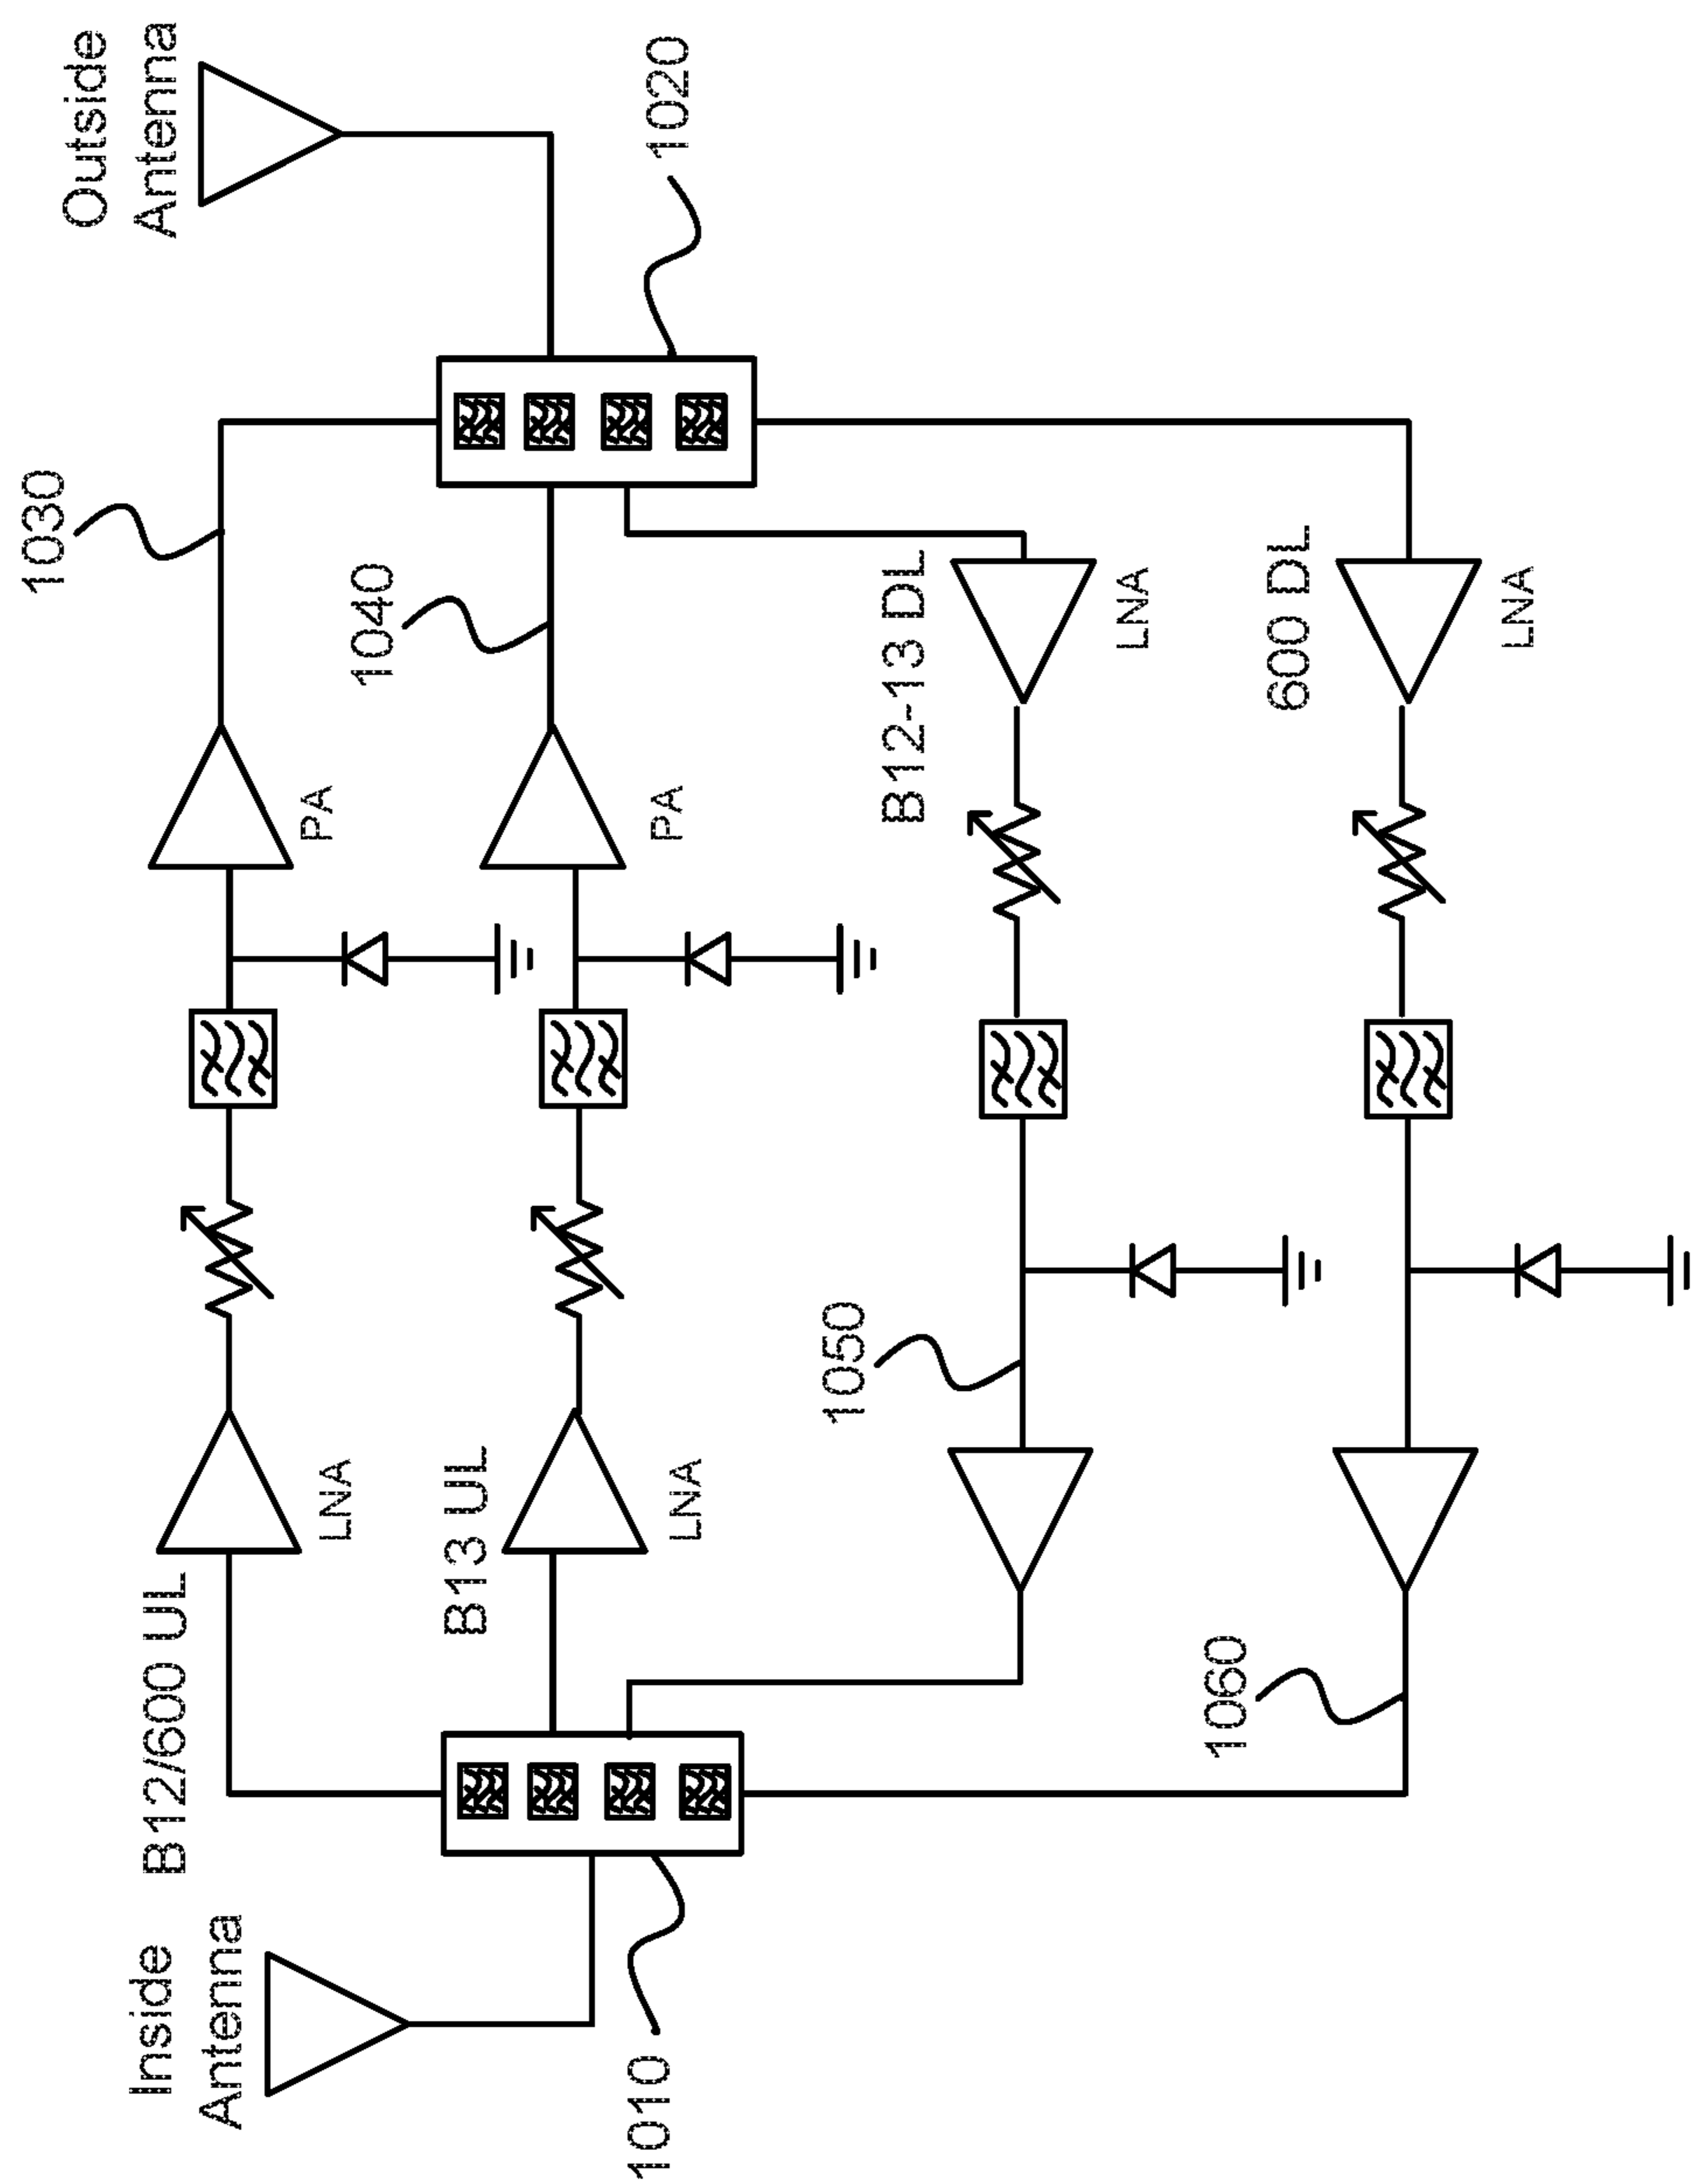 Inside
Antenna
Outside
Antenna
B12/600 UL
LNA
PA
1030
B13 UL
LNA
PA
1040
1010
1020
1050
B12-13 DL
LNA
1060
600 DL
LNA